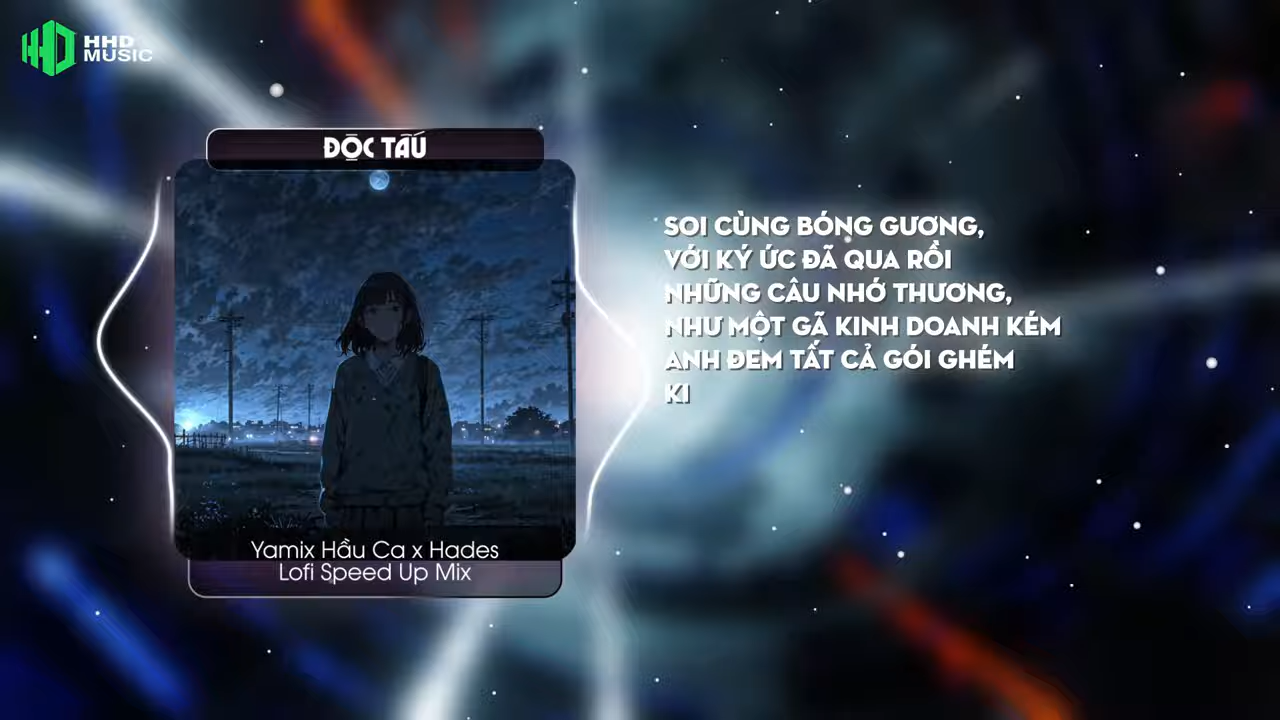 HHD
MUSIC
ĐỘC TẤU
SOI CÙNG BÓNG GƯƠNG,
VỚI KÝ ỨC ĐÃ QUA RỒI
NHỮNG CÂU NHỚ THƯƠNG,
NHƯ MỘT GÃ KINH DOANH KÉM
ANH ĐEM TẤT CẢ GÓI GHÉM
KI
Yamix Hầu Ca x Hades
Lofi Speed Up Mix